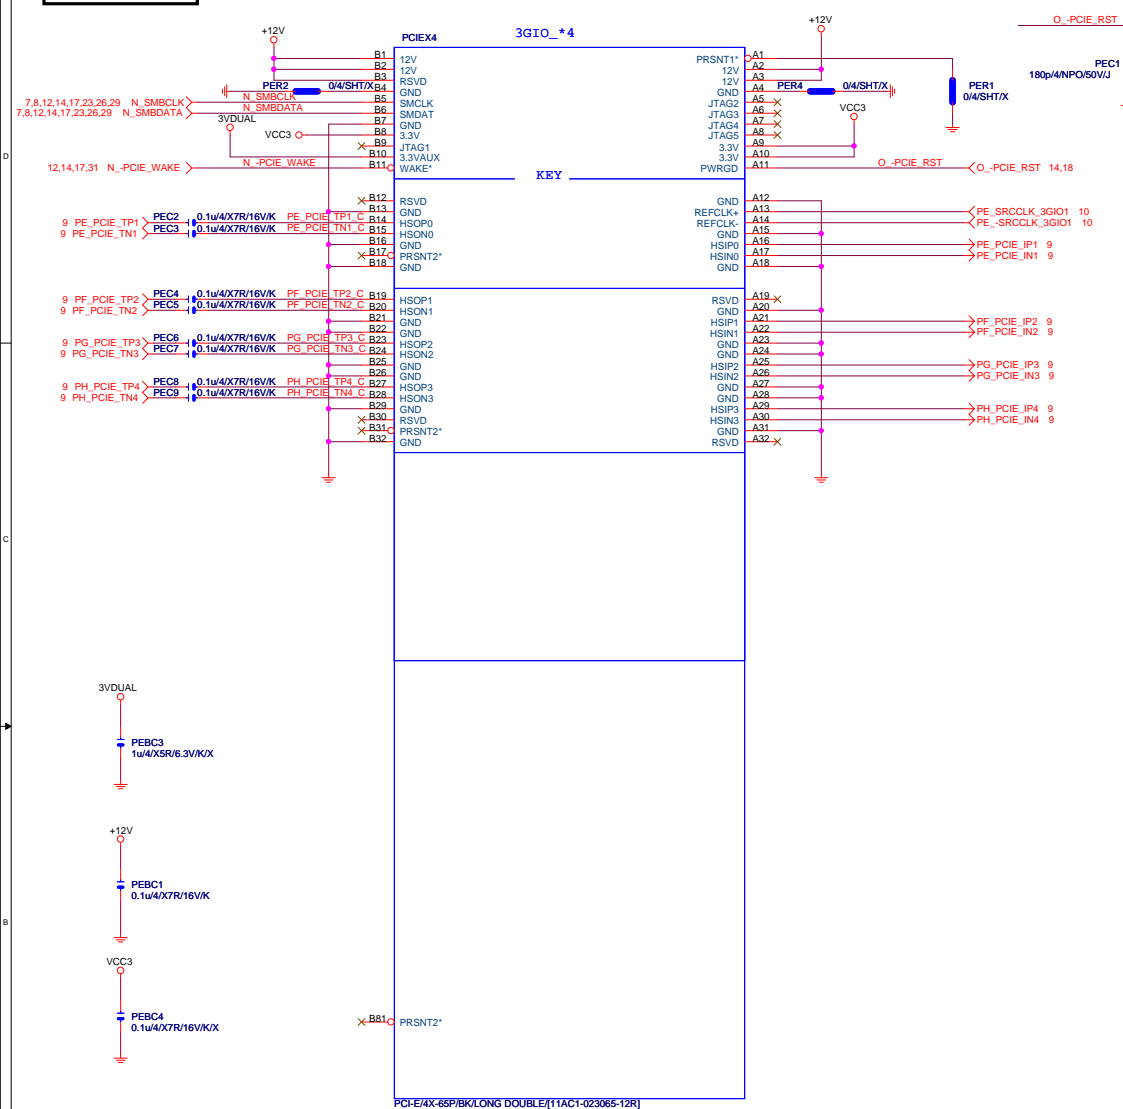 O_-PCIE_RST
+12V
3GIO_*4
+12V
PCIEX4
PEC1
180p/4/NPO/50V/J
B1 12V PRSNT1* A1
B2 12V 12V A2
B3 RSVD 12V A3
PER2 0/4/SHT/X B4 GND GND A4 PER4 0/4/SHT/X PER1
0/4/SHT/X
7,8,12,14,17,23,26,29 N_SMBCLK N_SMBCLK B5 SMCLK JTAG2 A5
7,8,12,14,17,23,26,29 N_SMBDATA N_SMBDATA B6 SMDAT JTAG3 A6 VCC3
3VDUAL B7 GND JTAG4 A7
VCC3 B8 3.3V JTAG5 A8
B9 JTAG1 3.3V A9
B10 3.3VAUX 3.3V A10
12,14,17,31 N_-PCIE_WAKE N_-PCIE_WAKE B11 WAKE* PWRGD A11 O_-PCIE_RST O_-PCIE_RST 14,18
KEY
B12 RSVD GND A12
B13 GND REFCLK+ A13 PE_SRCCLK_3GIO1 10
9 PE_PCIE_TP1 PEC2 0.1u/4/X7R/16V/K PE_PCIE_TP1_C B14 HSOP0 REFCLK- A14 PE_-SRCCLK_3GIO1 10
9 PE_PCIE_TN1 PEC3 0.1u/4/X7R/16V/K PE_PCIE_TN1_C B15 HSON0 GND A15
B16 GND HSIP0 A16 PE_PCIE_IP1 9
B17 PRSNT2* HSIN0 A17 PE_PCIE_IN1 9
B18 GND GND A18
9 PF_PCIE_TP2 PEC4 0.1u/4/X7R/16V/K PF_PCIE_TP2_C B19 HSOP1 RSVD A19
9 PF_PCIE_TN2 PEC5 0.1u/4/X7R/16V/K PF_PCIE_TN2_C B20 HSON1 GND A20
B21 GND HSIP1 A21 PF_PCIE_IP2 9
B22 GND HSIN1 A22 PF_PCIE_IN2 9
9 PG_PCIE_TP3 PEC6 0.1u/4/X7R/16V/K PG_PCIE_TP3_C B23 HSOP2 GND A23
9 PG_PCIE_TN3 PEC7 0.1u/4/X7R/16V/K PG_PCIE_TN3_C B24 HSON2 GND A24
B25 GND HSIP2 A25 PG_PCIE_IP3 9
B26 GND HSIN2 A26 PG_PCIE_IN3 9
9 PH_PCIE_TP4 PEC8 0.1u/4/X7R/16V/K PH_PCIE_TP4_C B27 HSOP3 GND A27
9 PH_PCIE_TN4 PEC9 0.1u/4/X7R/16V/K PH_PCIE_TN4_C B28 HSON3 GND A28
B29 GND HSIP3 A29 PH_PCIE_IP4 9
B30 RSVD HSIN3 A30 PH_PCIE_IN4 9
B31 PRSNT2* GND A31
B32 GND RSVD A32
D
C
B
3VDUAL
PEBC3
1u/4/X5R/6.3V/K/X
+12V
PEBC1
0.1u/4/X7R/16V/K
VCC3
PEBC4
0.1u/4/X7R/16V/K/X
B81 PRSNT2*
PCI-E/4X-65P/BK/LONG DOUBLE/[11AC1-023065-12R]